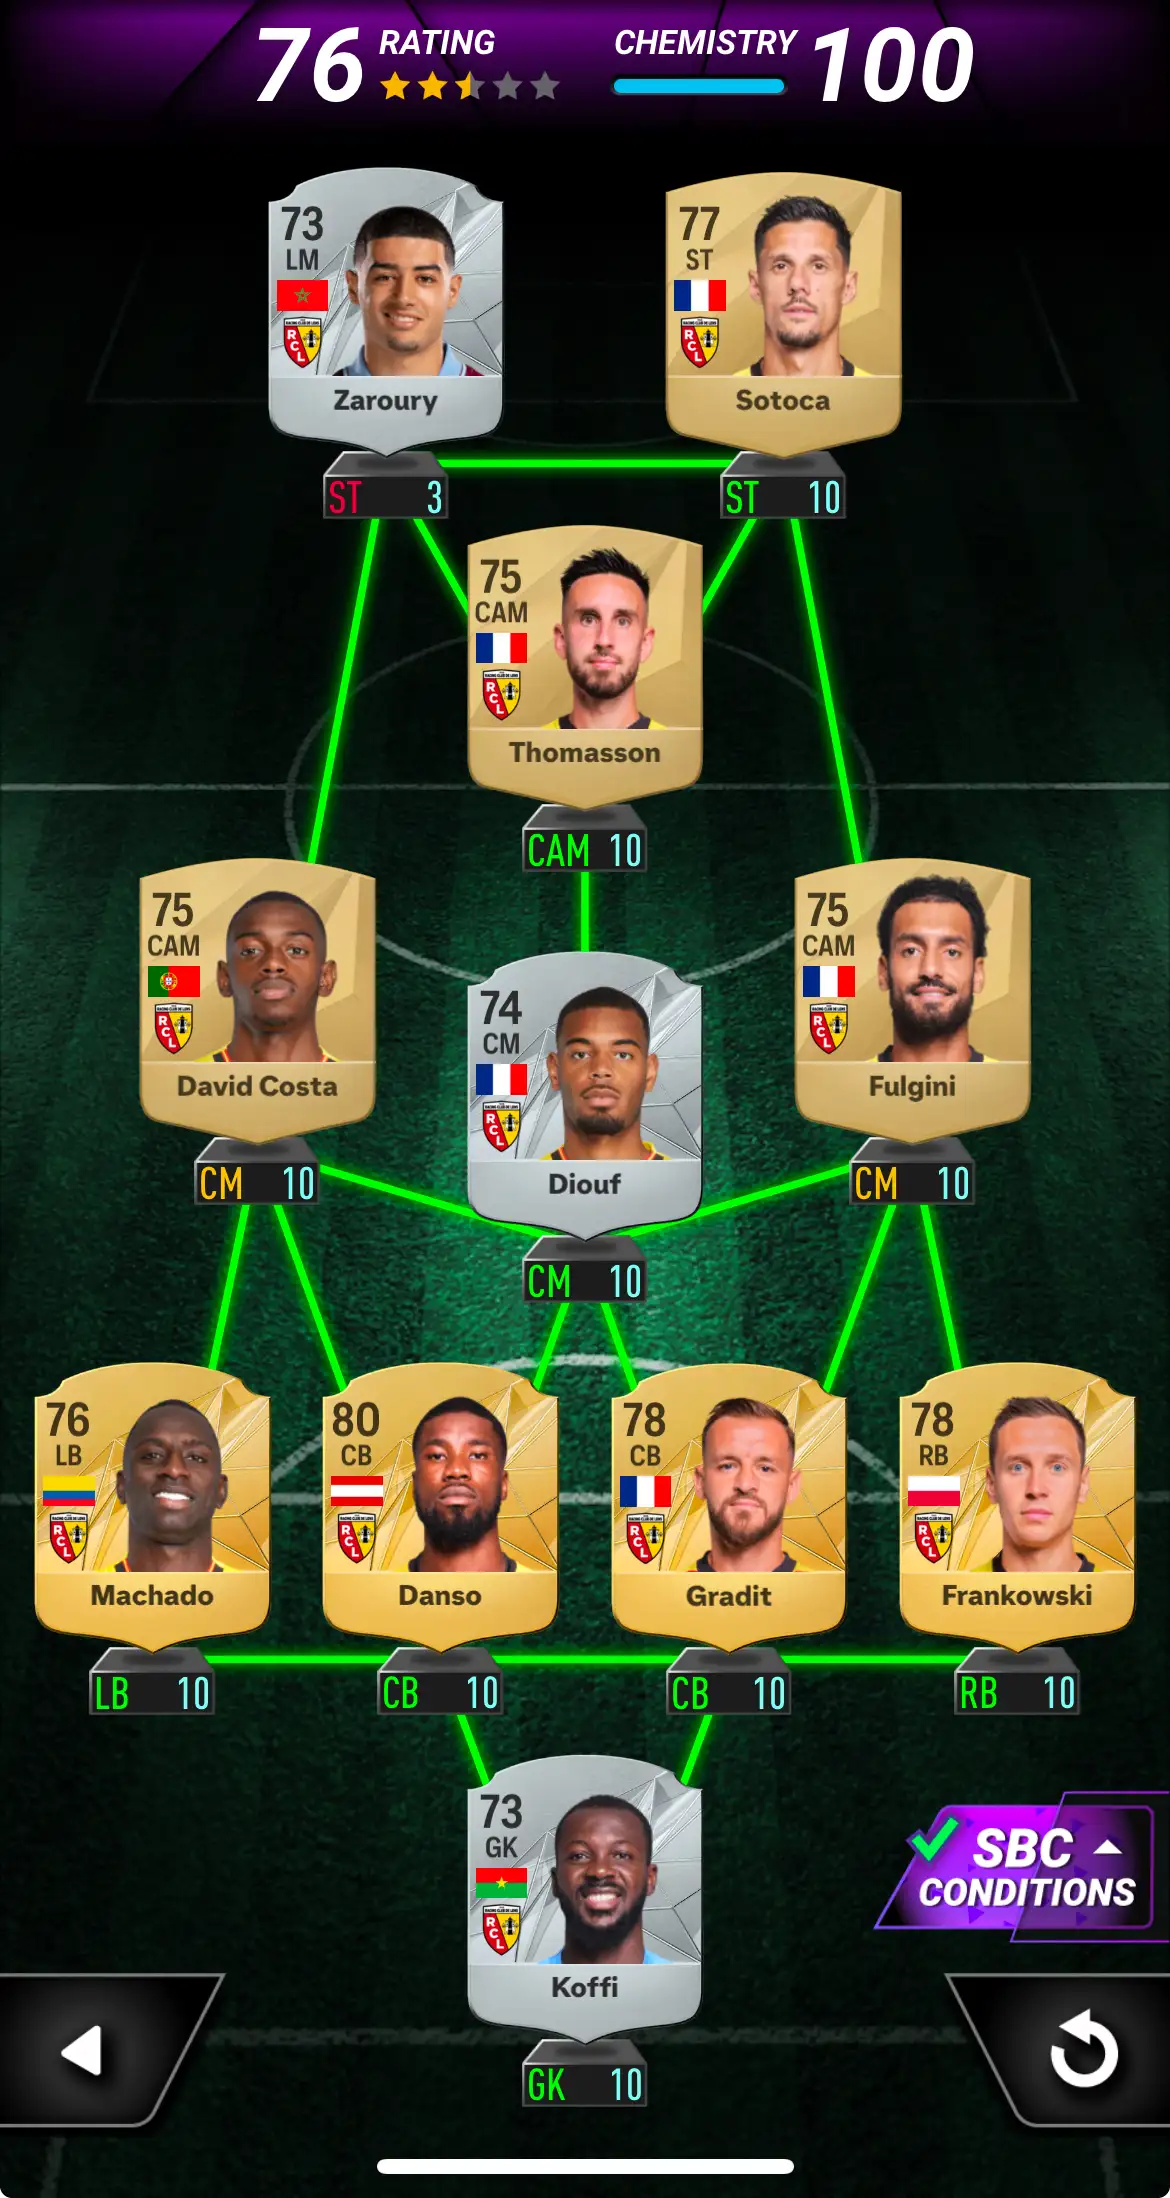 76 RATING CHEMISTRY 100
73
LM
RCL
Zaroury
ST 3
77
ST
RCL
Sotoca
ST 10
75
CAM
RCL
Thomasson
CAM 10
75
CAM
RCL
David Costa
CM 10
75
CAM
RCL
Fulgini
CM 10
74
CM
RCL
Diouf
CM 10
76
LB
RCL
Machado
LB 10
80
CB
RCL
Danso
CB 10
78
CB
RCL
Gradit
CB 10
78
RB
RCL
Frankowski
RB 10
73
GK
RCL
Koffi
GK 10
SBC
CONDITIONS